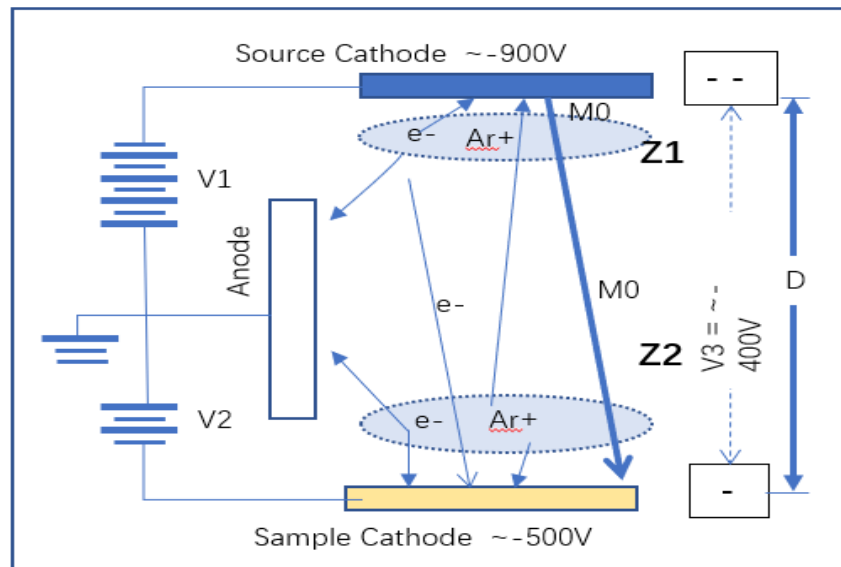 Source Cathode ~-900V
- -
M0
e-
Ar+
Z1
V1
Anode
D
e-
M0
V3 = ~ -
400V
Z2
V2
e-
Ar+
-
Sample Cathode ~-500V